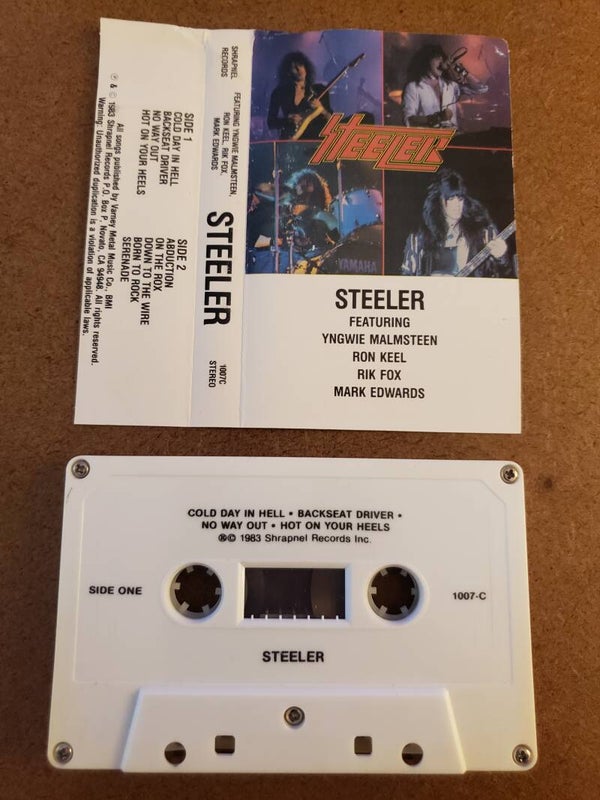 SHRAPNEL
RECORDS
FEATURING YNGWIE MALMSTEEN,
RON KEEL, RIK FOX,
MARK EDWARDS
STEELER
1007C
STEREO
SIDE 1
COLD DAY IN HELL
BACKSEAT DRIVER
NO WAY OUT
HOT ON YOUR HEELS
SIDE 2
ABDUCTION
ON THE ROX
DOWN TO THE WIRE
BORN TO ROCK
SERENADE
All songs published by Varney Metal Music Co., BMI
℗ & © 1983 Shrapnel Records P.O. Box P, Novato, CA 94948. All rights reserved.
Warning: Unauthorized duplication is a violation of applicable laws.
STEELER
YAMAHA
STEELER
FEATURING
YNGWIE MALMSTEEN
RON KEEL
RIK FOX
MARK EDWARDS
COLD DAY IN HELL • BACKSEAT DRIVER •
NO WAY OUT • HOT ON YOUR HEELS
℗© 1983 Shrapnel Records Inc.
SIDE ONE
1007-C
STEELER